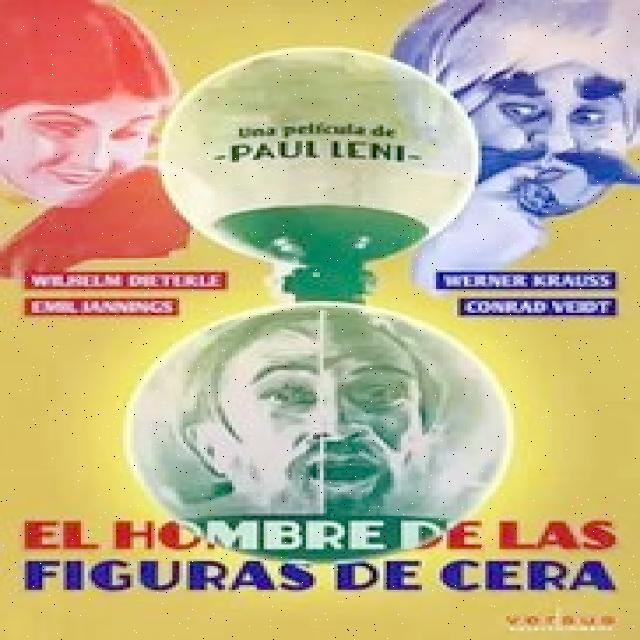 Una película de
-PAUL LENI-
WILHELM DIETERLE
WERNER KRAUSS
EMIL JANNINGS
CONRAD VEIDT
EL HOMBRE DE LAS
FIGURAS DE CERA
versus